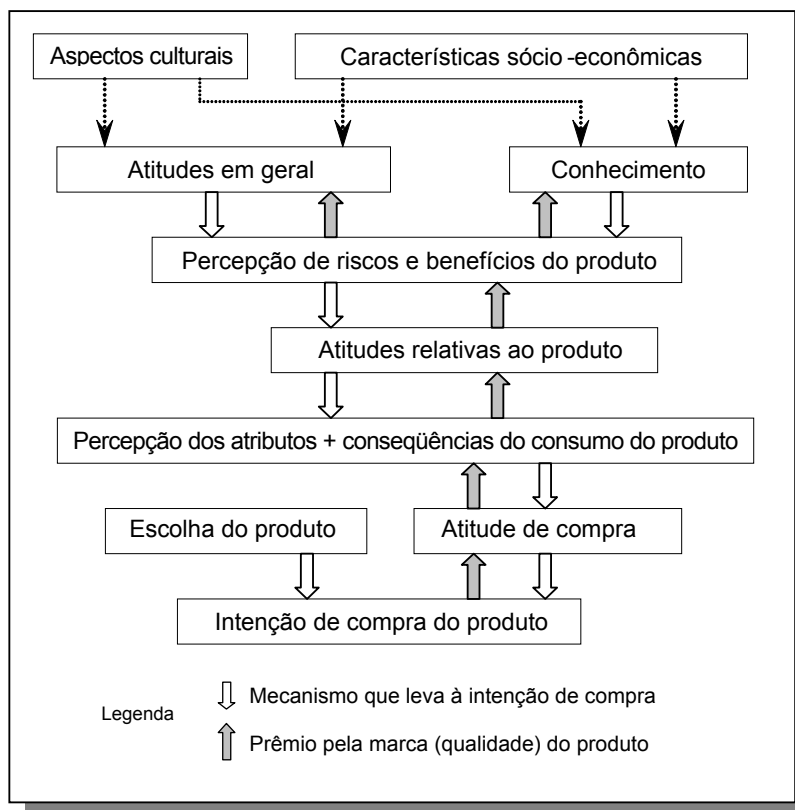 Aspectos culturais
Características sócio -econômicas
Atitudes em geral
Conhecimento
Percepção de riscos e benefícios do produto
Atitudes relativas ao produto
Percepção dos atributos + conseqüências do consumo do produto
Escolha do produto
Atitude de compra
Intenção de compra do produto
Legenda
Mecanismo que leva à intenção de compra
Prêmio pela marca (qualidade) do produto